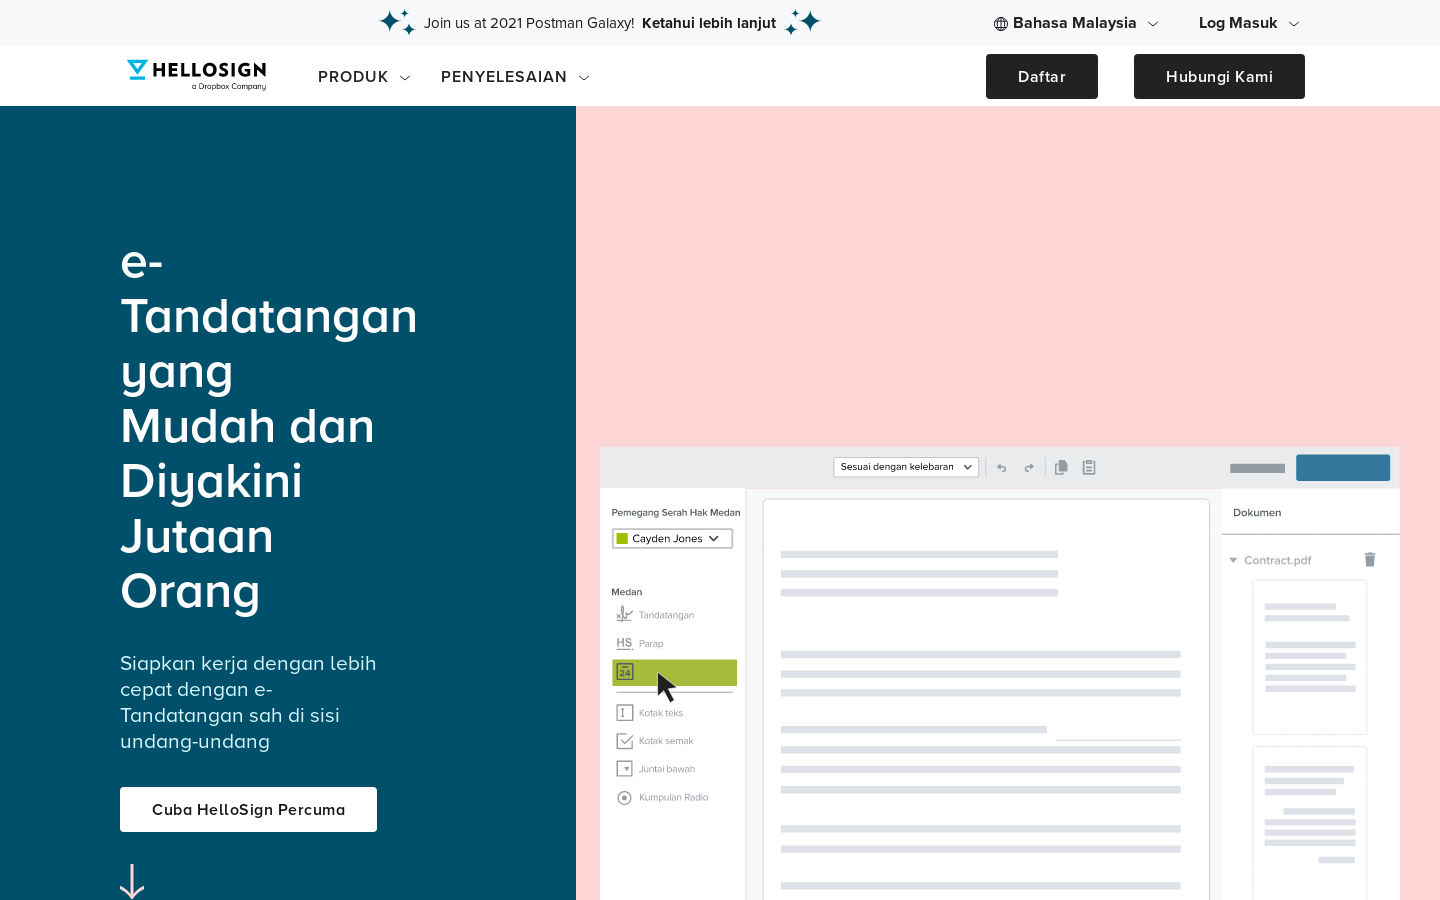 Join us at 2021 Postman Galaxy! Ketahui lebih lanjut
Bahasa Malaysia
Log Masuk
HELLOSIGN
a Dropbox Company
PRODUK
PENYELESAIAN
Daftar
Hubungi Kami
e-
Tandatangan
yang
Mudah dan
Diyakini
Jutaan
Orang
Siapkan kerja dengan lebih
cepat dengan e-
Tandatangan sah di sisi
undang-undang
Cuba HelloSign Percuma
Sesuai dengan kelebaran
Pemegang Serah Hak Medan
Cayden Jones
Medan
Tandatangan
HS Parap
24
Kotak teks
Kotak semak
Juntai bawah
Kumpulan Radio
Dokumen
Contract.pdf